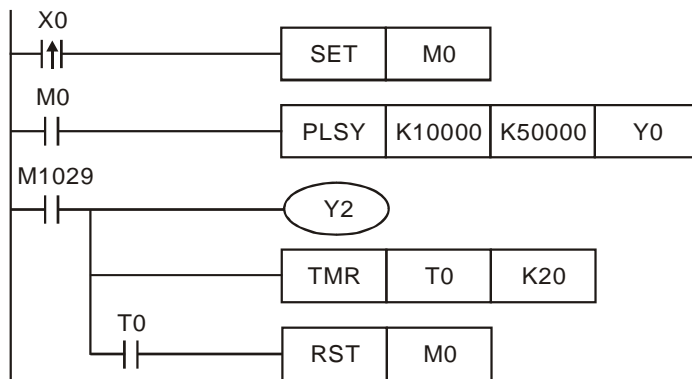 X0
SET M0
M0
PLSY K10000 K50000 Y0
M1029
Y2
TMR T0 K20
T0
RST M0